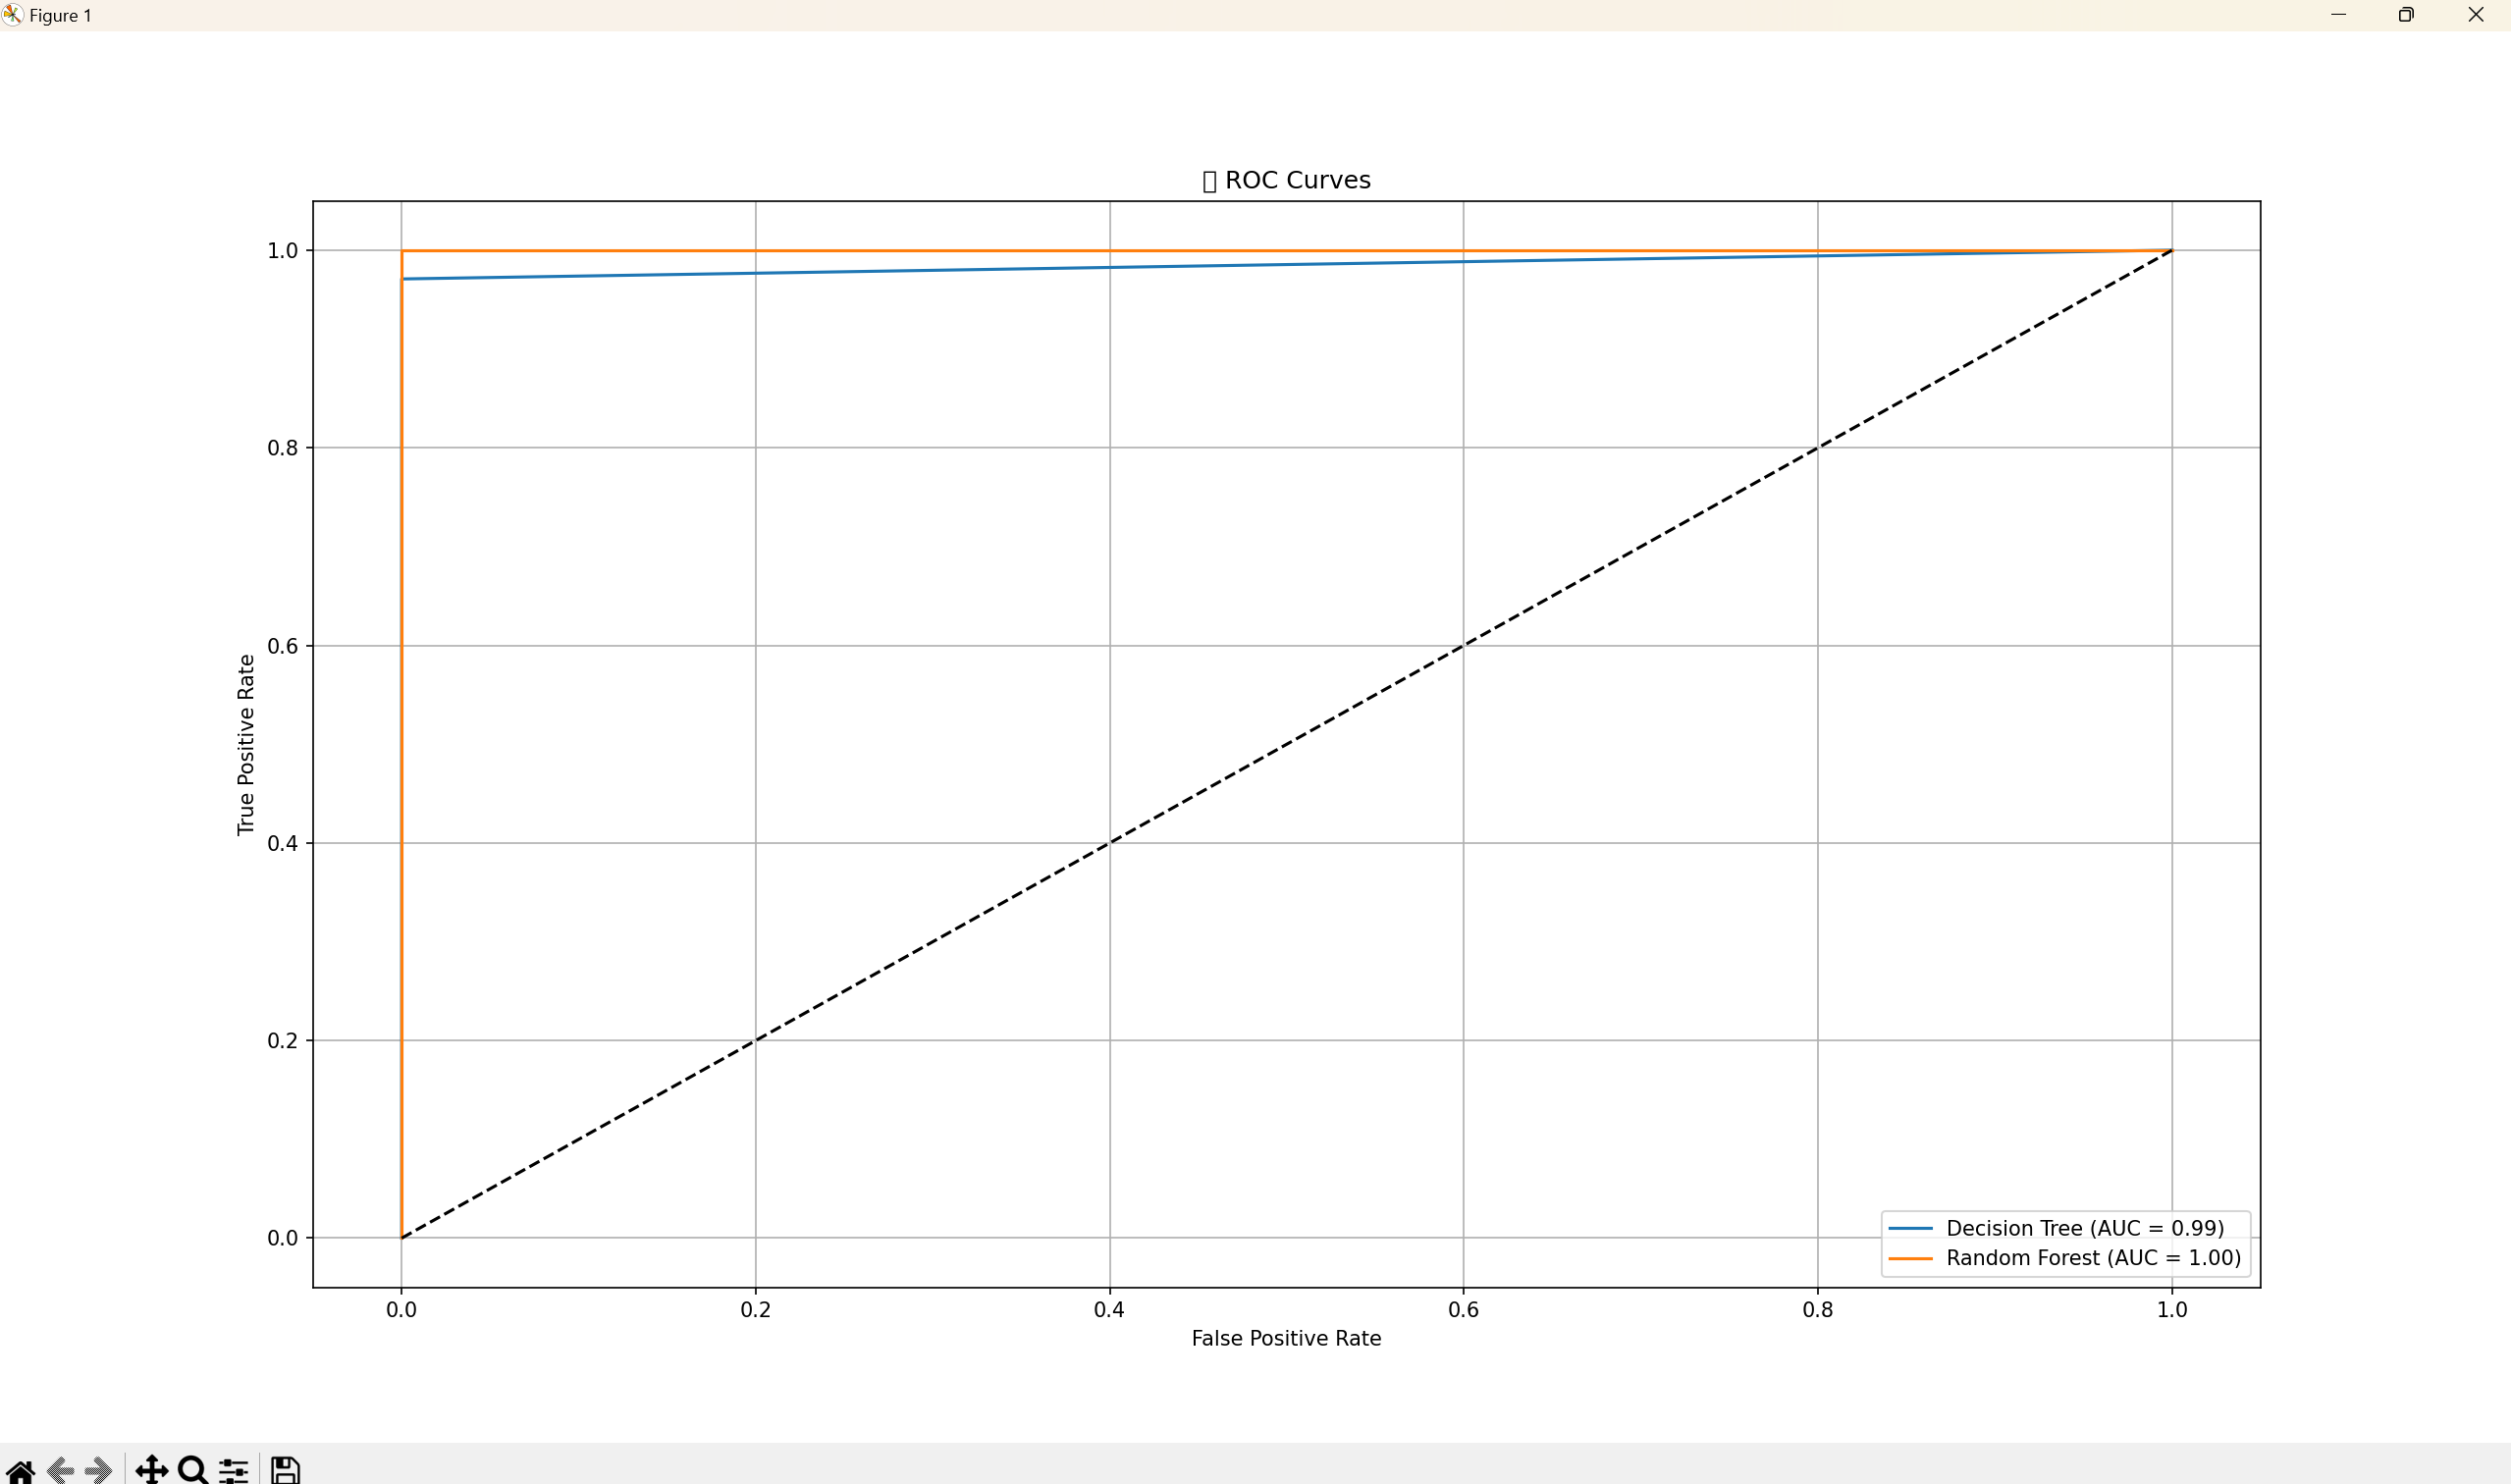 Figure 1
ROC Curves
1.0
0.8
0.6
0.4
0.2
0.0
True Positive Rate
0.0 0.2 0.4 0.6 0.8 1.0
False Positive Rate
Decision Tree (AUC = 0.99)
Random Forest (AUC = 1.00)